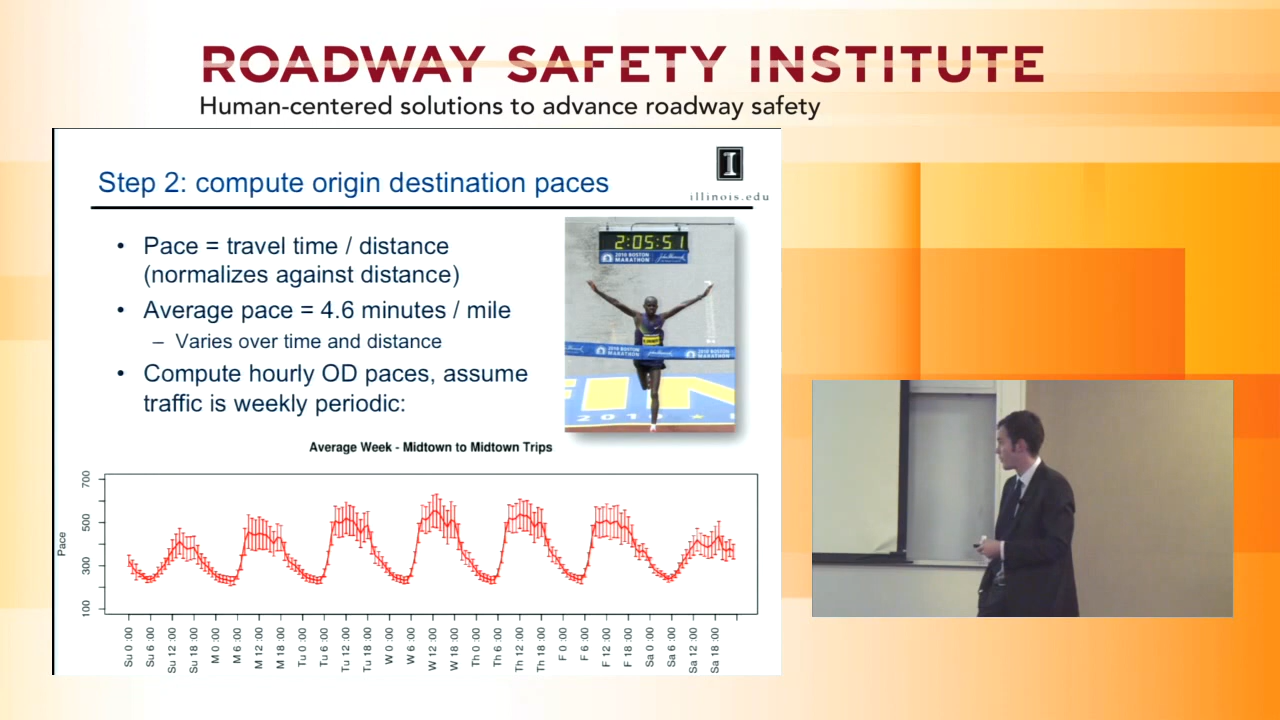 ROADWAY SAFETY INSTITUTE
Human-centered solutions to advance roadway safety
Step 2: compute origin destination paces
I
illinois.edu
• Pace = travel time / distance
(normalizes against distance)
• Average pace = 4.6 minutes / mile
– Varies over time and distance
• Compute hourly OD paces, assume
traffic is weekly periodic:
2:05:51
2010 BOSTON
MARATHON
FIN
2010
Average Week - Midtown to Midtown Trips
Pace
700
500
300
100
Su 0:00
Su 6:00
Su 12:00
Su 18:00
M 0:00
M 6:00
M 12:00
M 18:00
Tu 0:00
Tu 6:00
Tu 12:00
Tu 18:00
W 0:00
W 6:00
W 12:00
W 18:00
Th 0:00
Th 6:00
Th 12:00
Th 18:00
F 0:00
F 6:00
F 12:00
F 18:00
Sa 0:00
Sa 6:00
Sa 12:00
Sa 18:00